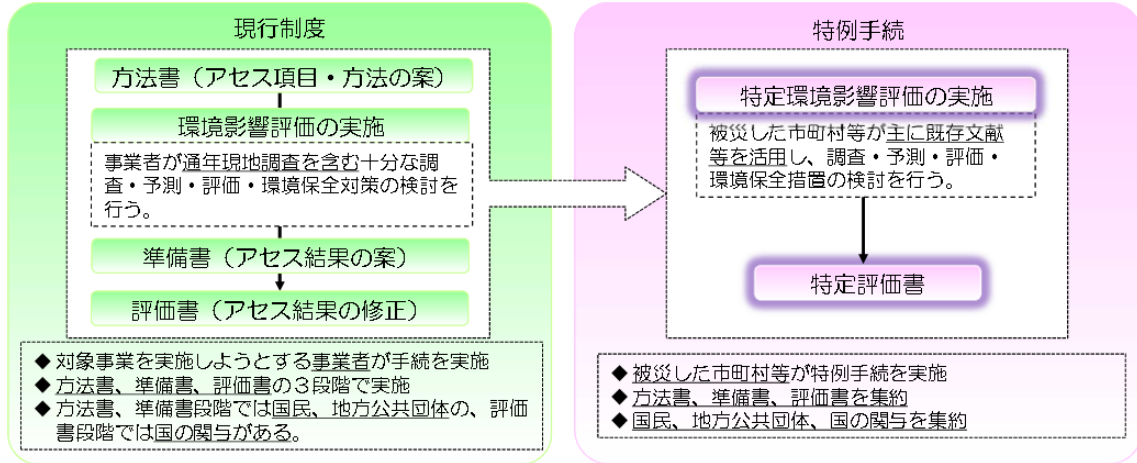 現行制度
方法書（アセス項目・方法の案）
環境影響評価の実施
事業者が通年現地調査を含む十分な調
査・予測・評価・環境保全対策の検討を
行う。
準備書（アセス結果の案）
評価書（アセス結果の修正）
◆対象事業を実施しようとする事業者が手続を実施
◆方法書、準備書、評価書の３段階で実施
◆方法書、準備書段階では国民、地方公共団体の、評価
書段階では国の関与がある。
特例手続
特定環境影響評価の実施
被災した市町村等が主に既存文献
等を活用し、調査・予測・評価・
環境保全措置の検討を行う。
特定評価書
◆被災した市町村等が特例手続を実施
◆方法書、準備書、評価書を集約
◆国民、地方公共団体、国の関与を集約